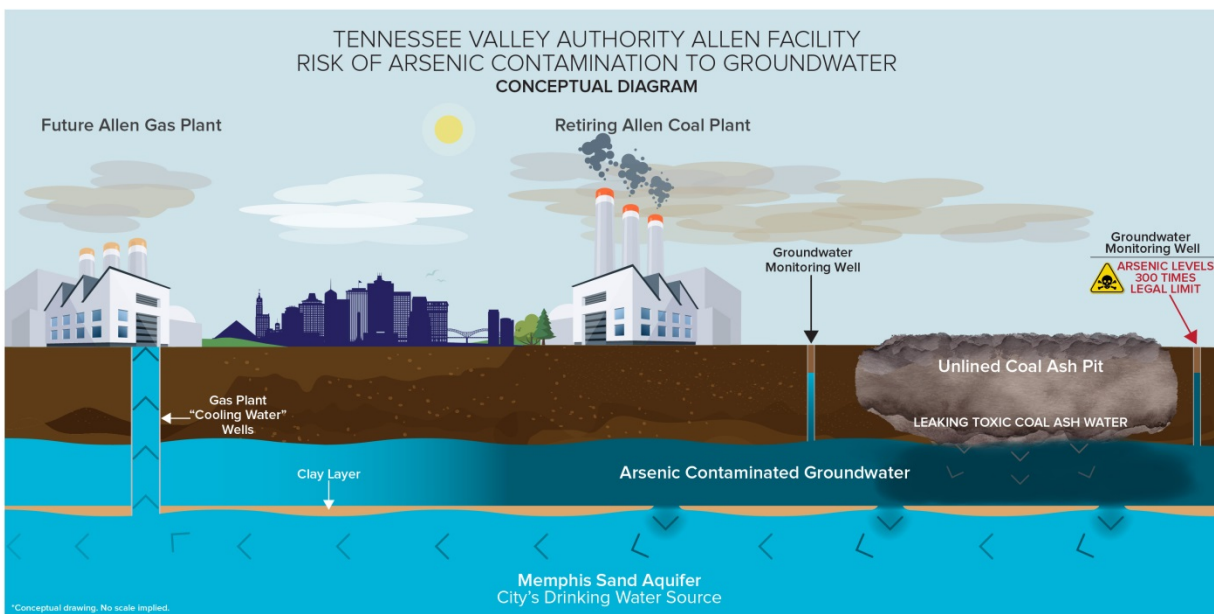 TENNESSEE VALLEY AUTHORITY ALLEN FACILITY
RISK OF ARSENIC CONTAMINATION TO GROUNDWATER
CONCEPTUAL DIAGRAM
Future Allen Gas Plant
Retiring Allen Coal Plant
Groundwater
Monitoring Well
Groundwater
Monitoring Well
ARSENIC LEVELS
300 TIMES
LEGAL LIMIT
Unlined Coal Ash Pit
LEAKING TOXIC COAL ASH WATER
Gas Plant
“Cooling Water”
Wells
Clay Layer
Arsenic Contaminated Groundwater
Memphis Sand Aquifer
City’s Drinking Water Source
*Conceptual drawing. No scale implied.